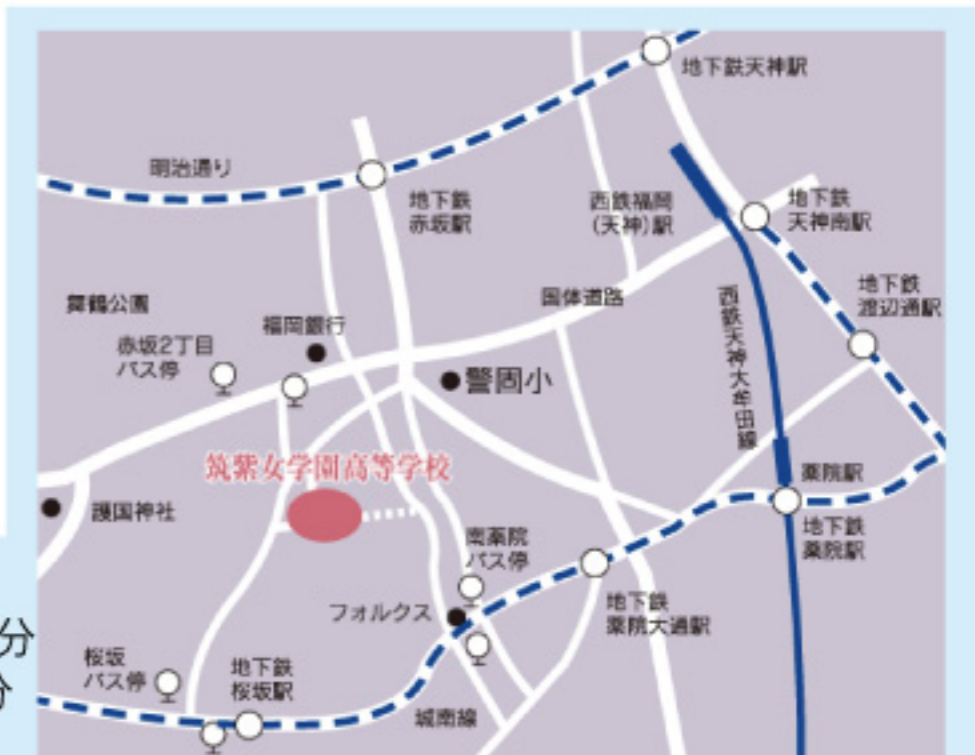 地下鉄天神駅
明治通り
地下鉄
赤坂駅
西鉄福岡
（天神）駅
地下鉄
天神南駅
国体道路
地下鉄
渡辺通駅
舞鶴公園
福岡銀行
赤坂2丁目
バス停
警固小
西鉄天神大牟田線
筑紫女学園高等学校
薬院駅
護国神社
地下鉄
薬院駅
南薬院
バス停
フォルクス
地下鉄
薬院大通駅
分
分
桜坂
バス停
地下鉄
桜坂駅
城南線